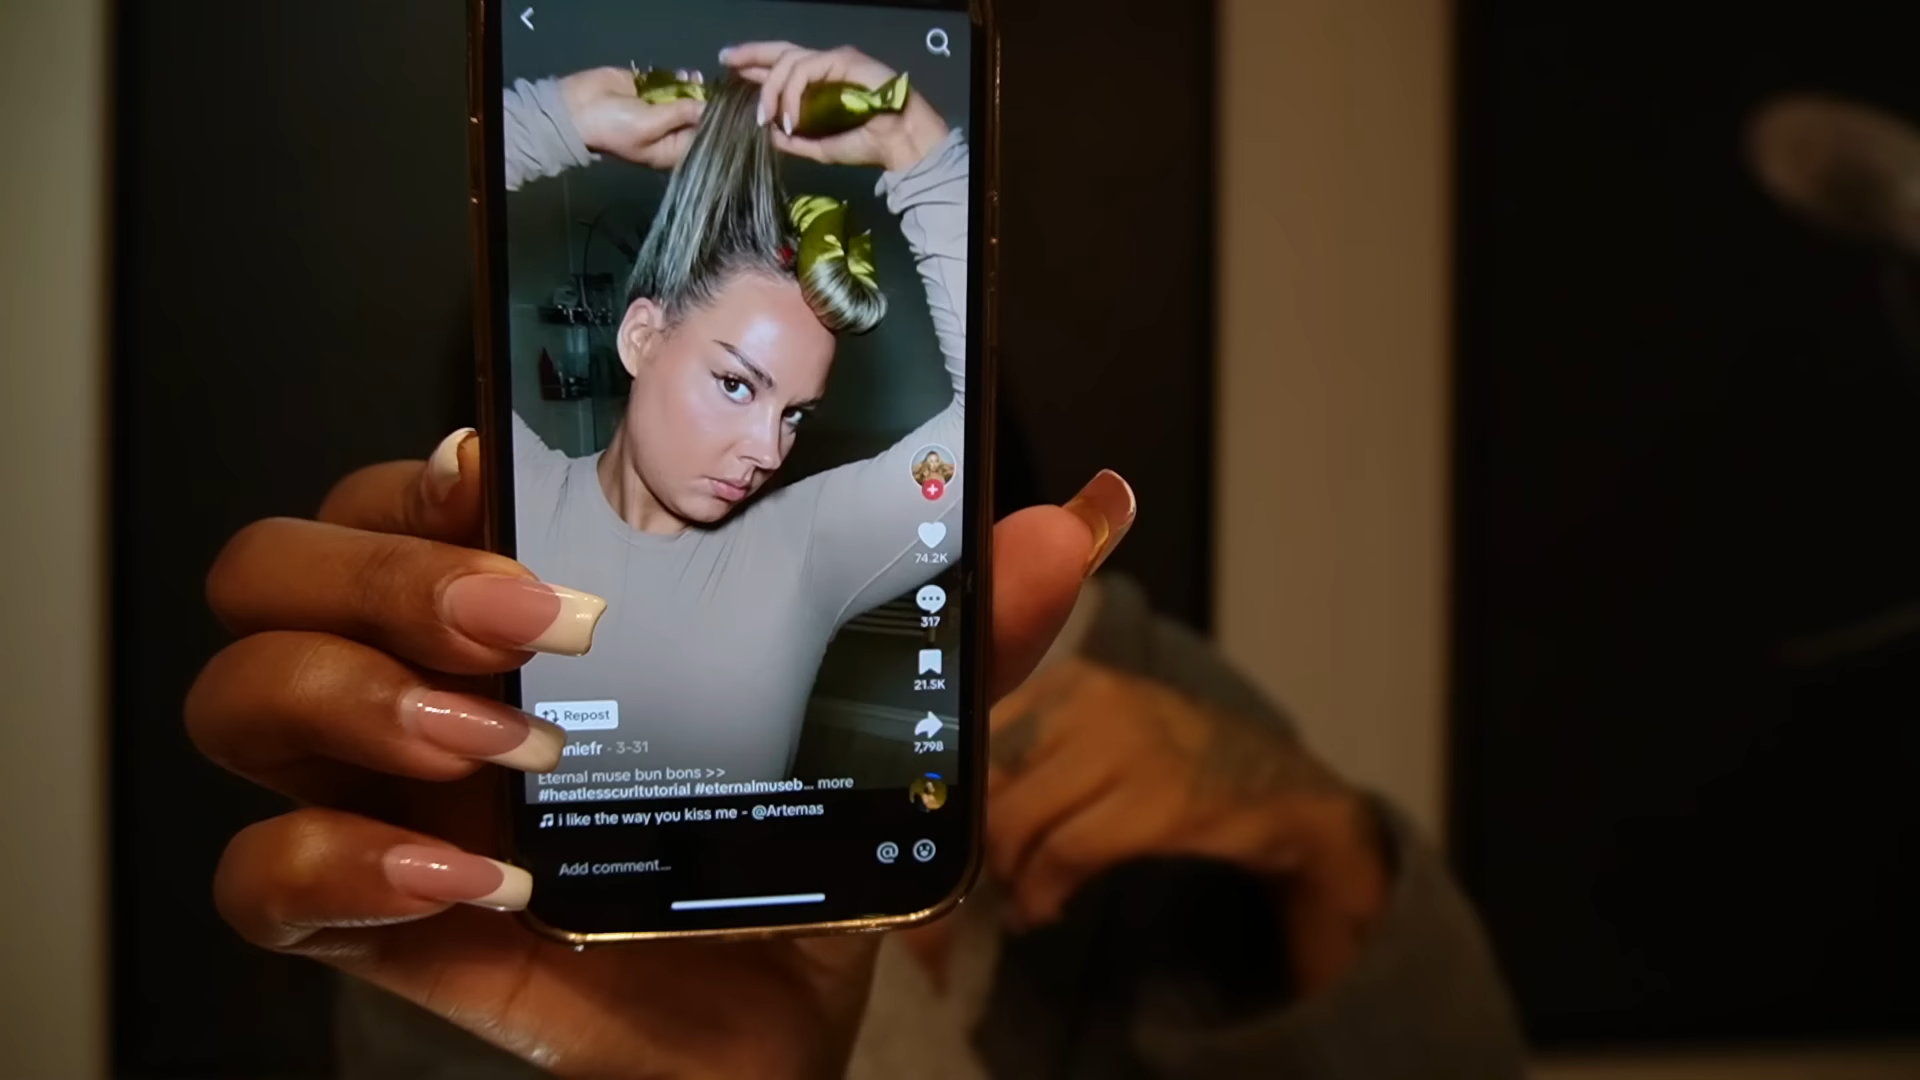 74.2K
317
21.5K
7,798
Repost
niefr · 3-31
Eternal muse bun bons >>
#heatlesscurltutorial #eternalmuseb... more
i like the way you kiss me - @Artemas
Add comment...
@